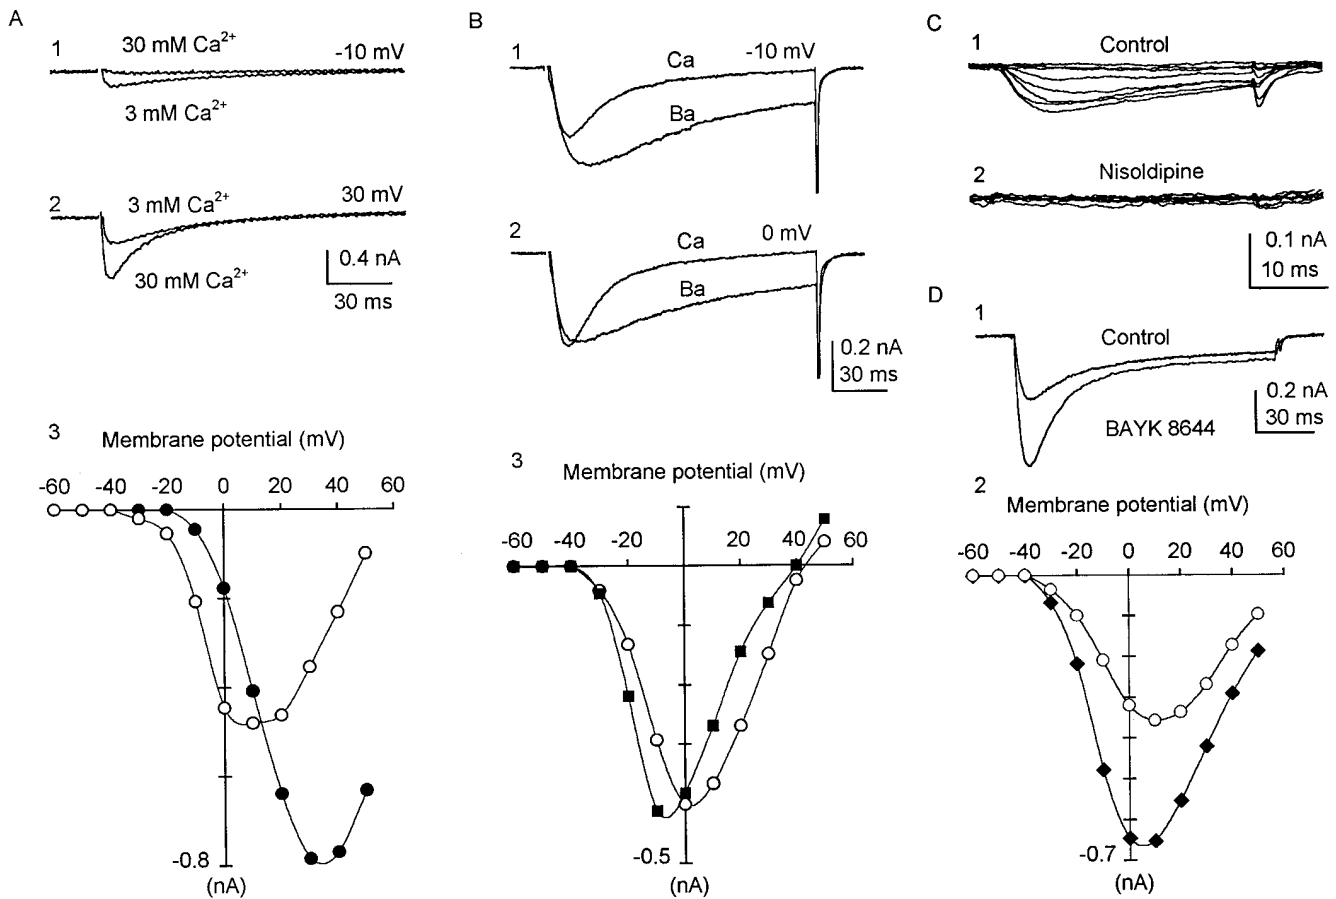 A
1
30 mM Ca²⁺
-10 mV
3 mM Ca²⁺
2
3 mM Ca²⁺
30 mV
30 mM Ca²⁺
0.4 nA
30 ms
3
Membrane potential (mV)
-60 -40 -20 0 20 40 60
-0.8
(nA)
B
1
Ca
-10 mV
Ba
2
Ca
0 mV
Ba
0.2 nA
30 ms
3
Membrane potential (mV)
-60 -40 -20 20 40 60
-0.5
(nA)
C
1
Control
2
Nisoldipine
0.1 nA
10 ms
D
1
Control
0.2 nA
30 ms
BAYK 8644
2
Membrane potential (mV)
-60 -40 -20 0 20 40 60
-0.7
(nA)